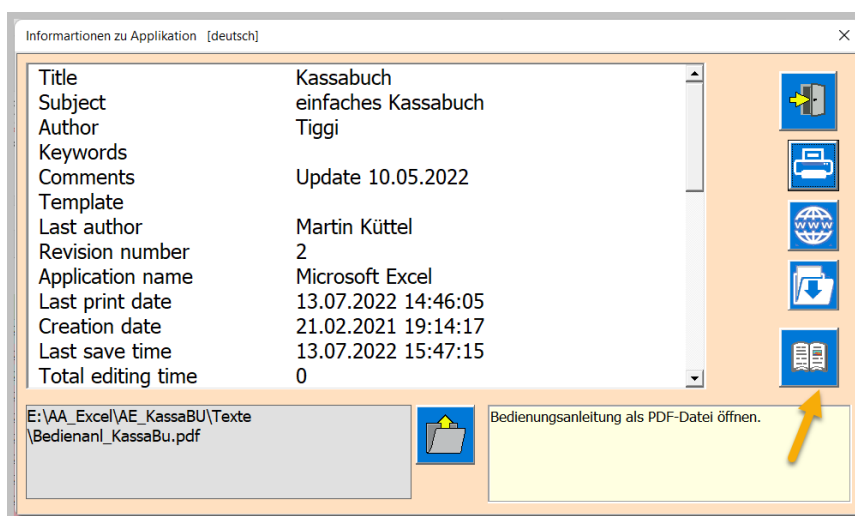 Informartionen zu Applikation [deutsch]
Title Kassabuch
Subject einfaches Kassabuch
Author Tiggi
Keywords
Comments Update 10.05.2022
Template
Last author Martin Küttel
Revision number 2
Application name Microsoft Excel
Last print date 13.07.2022 14:46:05
Creation date 21.02.2021 19:14:17
Last save time 13.07.2022 15:47:15
Total editing time 0
www
E:\AA_Excel\AE_KassaBU\Texte
\Bedienanl_KassaBu.pdf
Bedienungsanleitung als PDF-Datei öffnen.